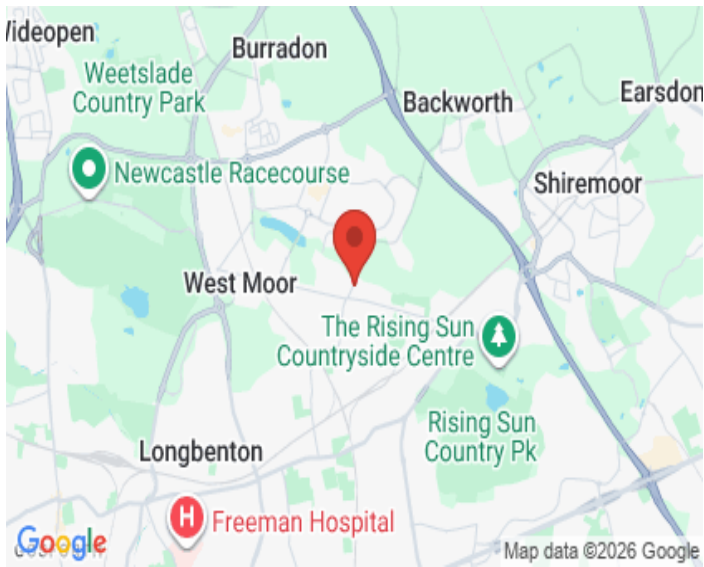 Wideopen
Burradon
Weetslade
Country Park
Backworth
Earsdon
Newcastle Racecourse
Shiremoor
West Moor
The Rising Sun
Countryside Centre
Rising Sun
Country Pk
Longbenton
H
Freeman Hospital
Google
Map data ©2026 Google